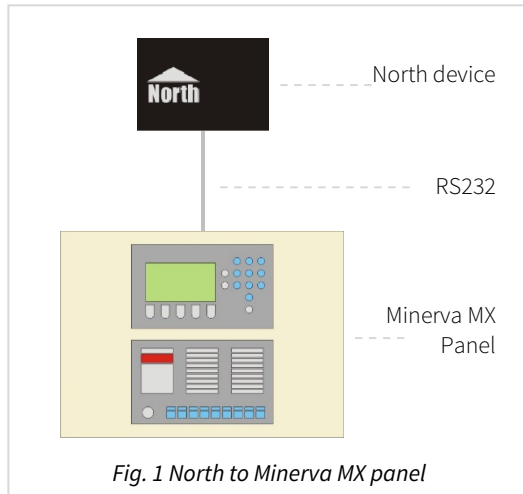 North
North device
RS232
Minerva MX
Panel
Fig. 1 North to Minerva MX panel